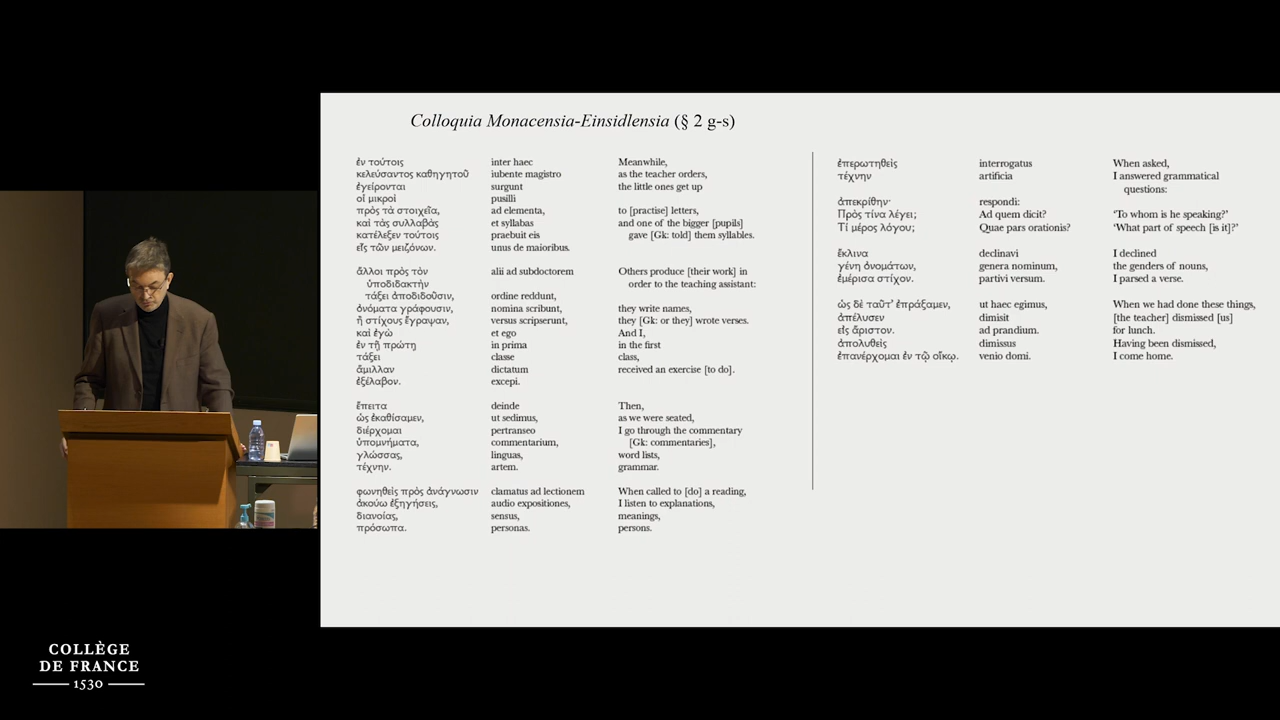 Colloquia Monacensia-Einsidlensia (§ 2 g-s)
ἐν τούτοις inter haec Meanwhile,
κελεύσαντος καθηγητοῦ iubente magistro as the teacher orders,
ἐγείρονται surgunt the little ones get up
οἱ μικροὶ pusilli
πρὸς τὰ στοιχεῖα, ad elementa, to [practise] letters,
καὶ τὰς συλλαβὰς et syllabas and one of the bigger [pupils]
κατέλεξεν τούτοις praebuit eis gave [Gk: told] them syllables.
εἷς τῶν μειζόνων. unus de maioribus.
ἄλλοι πρὸς τὸν alii ad subdoctorem Others produce [their work] in
ὑποδιδακτὴν order to the teaching assistant:
τάξει ἀποδιδοῦσιν, ordine reddunt,
ὀνόματα γράφουσιν, nomina scribunt, they write names,
ἢ στίχους ἔγραψαν, versus scripserunt, they [Gk: or they] wrote verses.
καὶ ἐγὼ et ego And I,
ἐν τῇ πρώτῃ in prima in the first
τάξει classe class,
ἅμιλλαν dictatum received an exercise [to do].
ἐξέλαβον. excepi.
ἔπειτα deinde Then,
ὡς ἐκαθίσαμεν, ut sedimus, as we were seated,
διέρχομαι pertranseo I go through the commentary
ὑπομνήματα, commentarium, [Gk: commentaries],
γλώσσας, linguas, word lists,
τέχνην. artem. grammar.
φωνηθεὶς πρὸς ἀνάγνωσιν clamatus ad lectionem When called to [do] a reading,
ἀκούω ἐξηγήσεις, audio expositiones, I listen to explanations,
διανοίας, sensus, meanings,
πρόσωπα. personas. persons.
ἐπερωτηθεὶς interrogatus When asked,
τέχνην artificia I answered grammatical
questions:
ἀπεκρίθην· respondi:
Πρὸς τίνα λέγει; Ad quem dicit? ‘To whom is he speaking?’
Τί μέρος λόγου; Quae pars orationis? ‘What part of speech [is it]?’
ἔκλινα declinavi I declined
γένη ὀνομάτων, genera nominum, the genders of nouns,
ἐμέρισα στίχον. partivi versum. I parsed a verse.
ὡς δὲ ταῦτ’ ἐπράξαμεν, ut haec egimus, When we had done these things,
ἀπέλυσεν dimisit [the teacher] dismissed [us]
εἰς ἄριστον. ad prandium. for lunch.
ἀπολυθεὶς dimissus Having been dismissed,
ἐπανέρχομαι ἐν τῷ οἴκῳ. venio domi. I come home.
COLLÈGE
DE FRANCE
1530